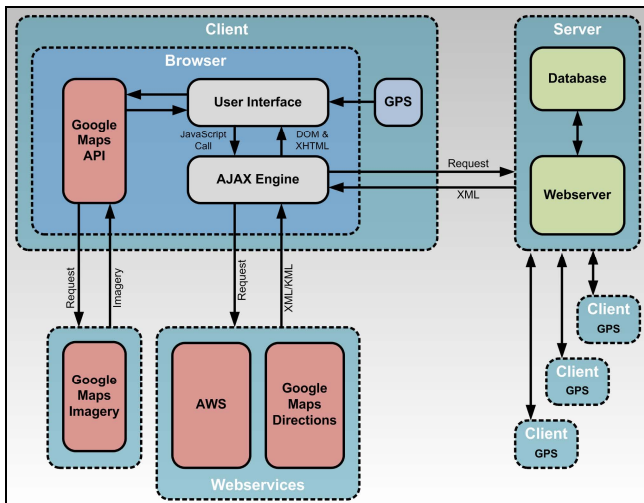 Client
Server
Browser
Google
Maps
API
User Interface
GPS
JavaScript
Call
DOM &
XHTML
AJAX Engine
Database
Webserver
Request
XML
Request
Imagery
Request
XML/KML
Google
Maps
Imagery
AWS
Google
Maps
Directions
Webservices
Client
GPS
Client
GPS
Client
GPS